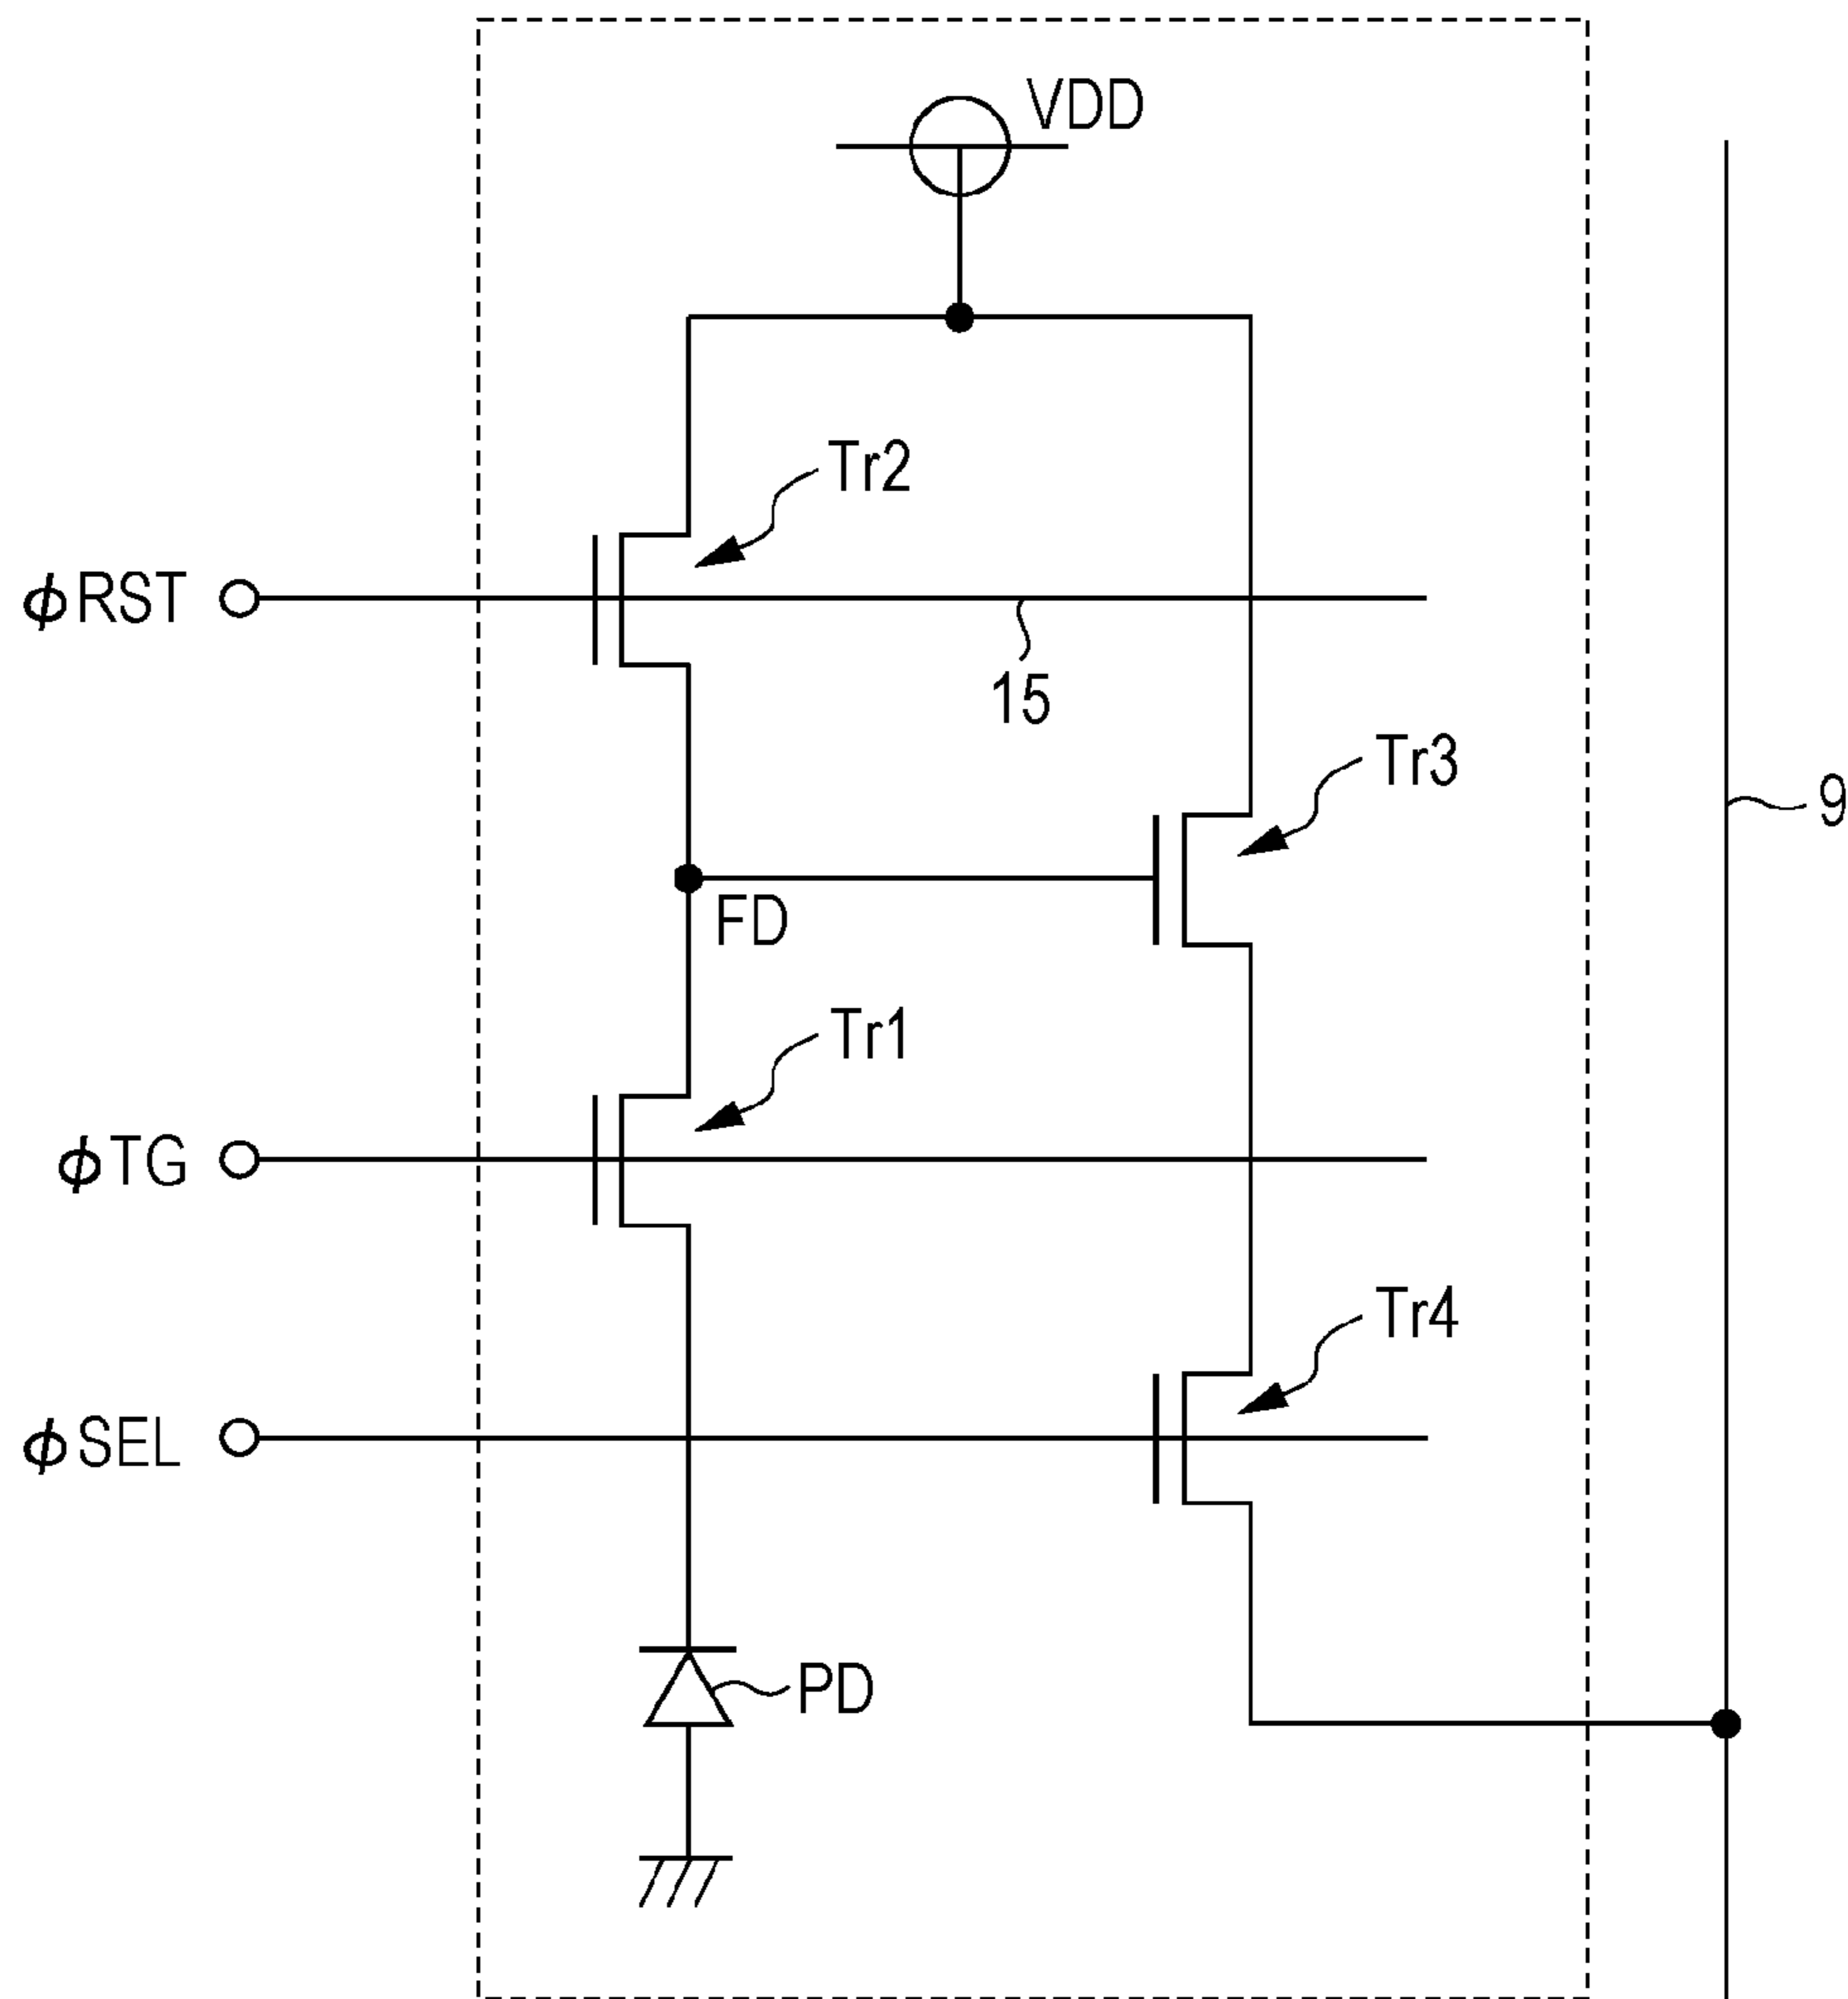 VDD
Tr2
ϕRST
15
Tr3
9
FD
Tr1
ϕTG
Tr4
ϕSEL
PD